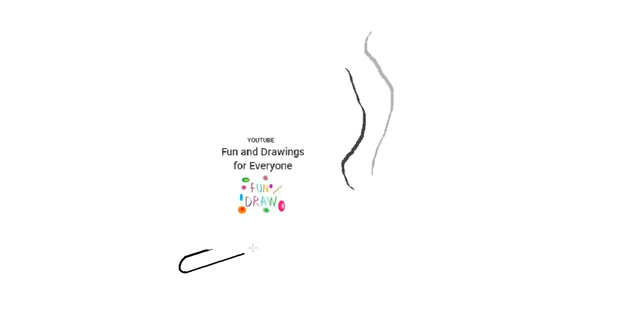 YOUTUBE
Fun and Drawings
for Everyone
FUN
DRAW